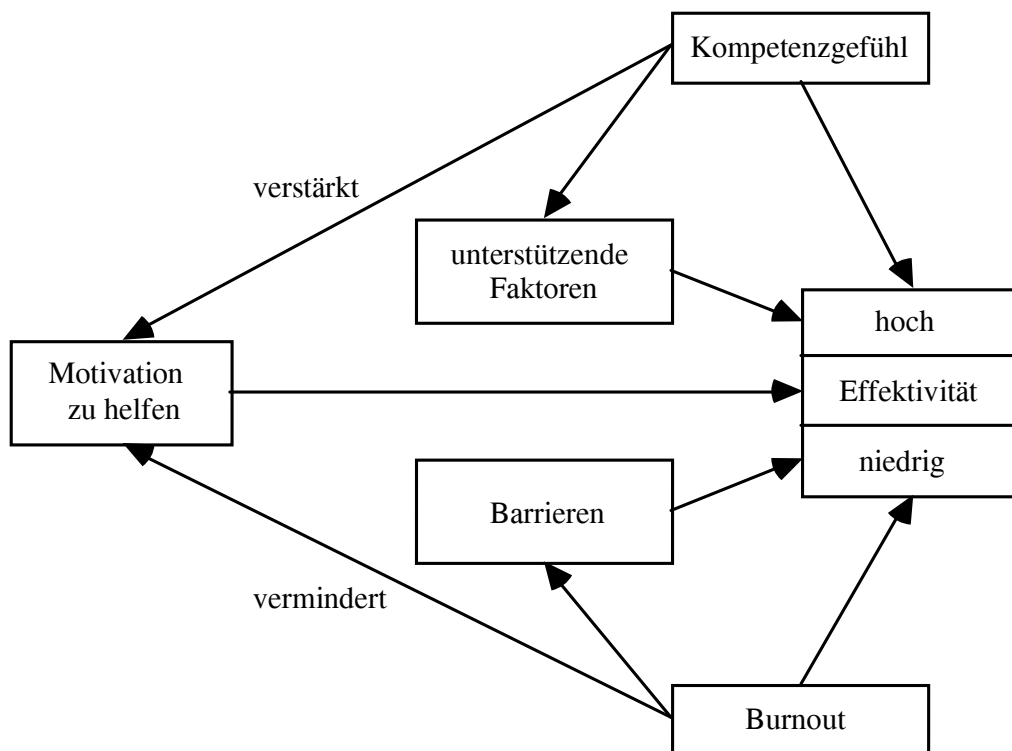 Kompetenzgefühl
verstärkt
unterstützende
Faktoren
hoch
Motivation
zu helfen
Effektivität
niedrig
Barrieren
vermindert
Burnout